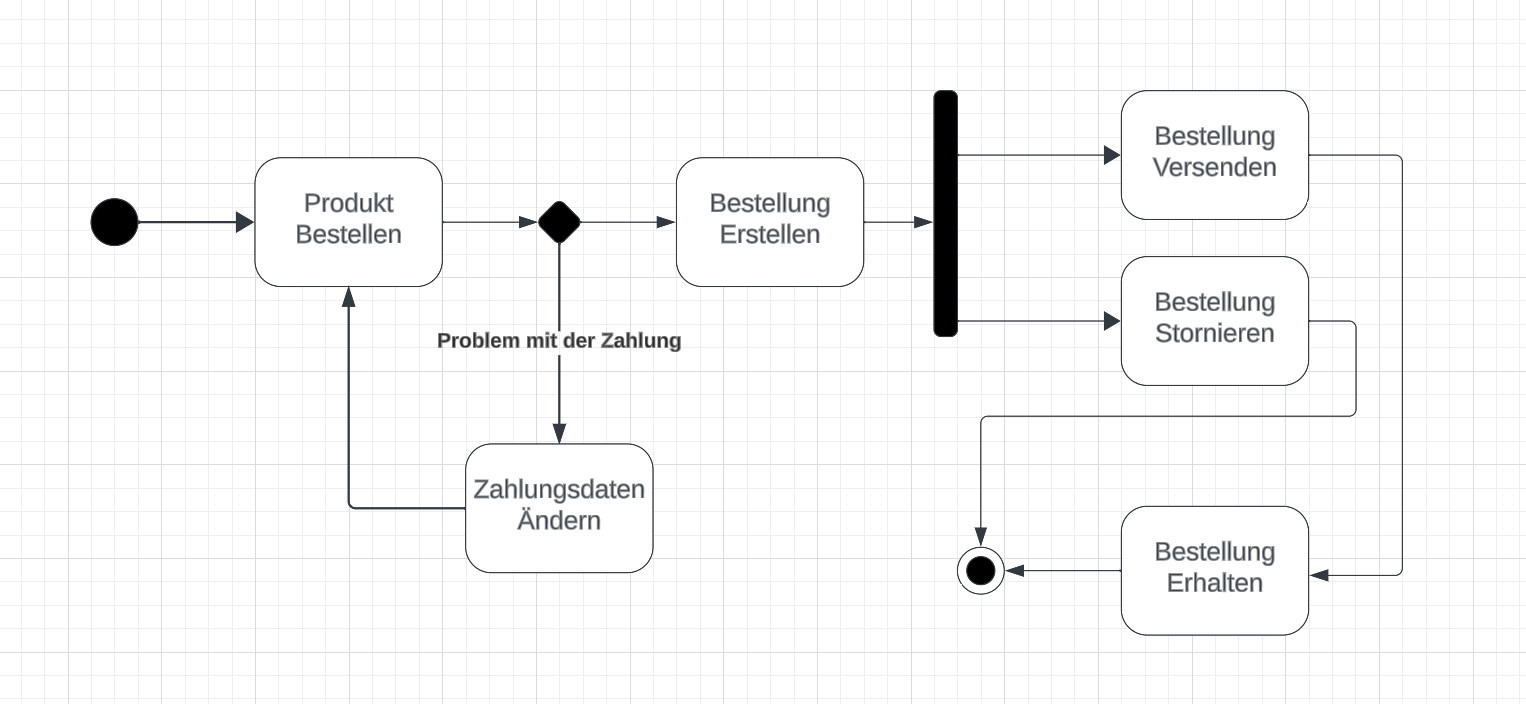 Produkt
Bestellen
Problem mit der Zahlung
Zahlungsdaten
Ändern
Bestellung
Erstellen
Bestellung
Versenden
Bestellung
Stornieren
Bestellung
Erhalten